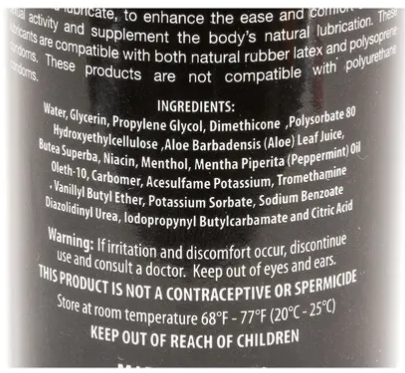 lubricate, to enhance the ease and comfort
activity and supplement the body's natural lubrication. These
are compatible with both natural rubber latex and polyisoprene
condoms. These products are not compatible with polyurethane
condoms.
INGREDIENTS:
Water, Glycerin, Propylene Glycol, Dimethicone ,Polysorbate 80
Hydroxyethylcellulose ,Aloe Barbadensis (Aloe) Leaf Juice,
Butea Superba, Niacin, Menthol, Mentha Piperita (Peppermint) Oil
Oleth-10, Carbomer, Acesulfame Potassium, Tromethamine
- Vanillyl Butyl Ether, Potassium Sorbate, Sodium Benzoate
Diazolidinyl Urea, Iodopropynyl Butylcarbamate and Citric Acid
Warning: If irritation and discomfort occur, discontinue
use and consult a doctor. Keep out of eyes and ears.
THIS PRODUCT IS NOT A CONTRACEPTIVE OR SPERMICIDE
Store at room temperature 68°F - 77°F (20°C - 25°C)
KEEP OUT OF REACH OF CHILDREN